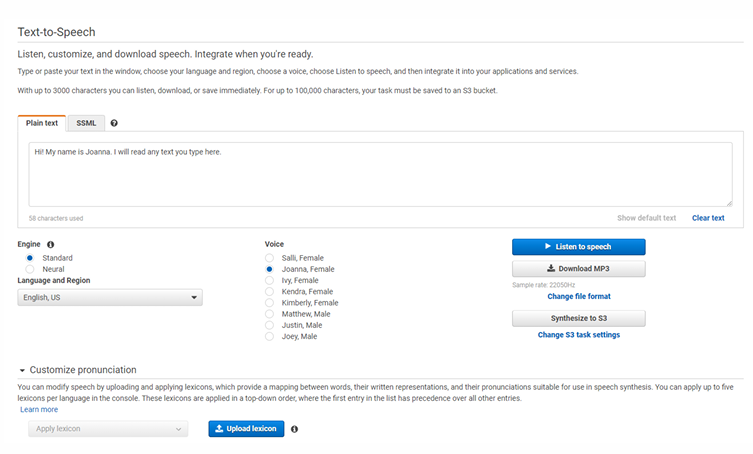 Text-to-Speech
Listen, customize, and download speech. Integrate when you're ready.
Type or paste your text in the window, choose your language and region, choose a voice, choose Listen to speech, and then integrate it into your applications and services.
With up to 3000 characters you can listen, download, or save immediately. For up to 100,000 characters, your task must be saved to an S3 bucket.
Plain text
SSML
?
Hi! My name is Joanna. I will read any text you type here.
58 characters used
Show default text
Clear text
Engine
Standard
Neural
Language and Region
English, US
Voice
Salli, Female
Joanna, Female
Ivy, Female
Kendra, Female
Kimberly, Female
Matthew, Male
Justin, Male
Joey, Male
Listen to speech
Download MP3
Sample rate: 22050Hz
Change file format
Synthesize to S3
Change S3 task settings
Customize pronunciation
You can modify speech by uploading and applying lexicons, which provide a mapping between words, their written representations, and their pronunciations suitable for use in speech synthesis. You can apply up to five
lexicons per language in the console. These lexicons are applied in a top-down order, where the first entry in the list has precedence over all other entries.
Learn more
Apply lexicon
Upload lexicon